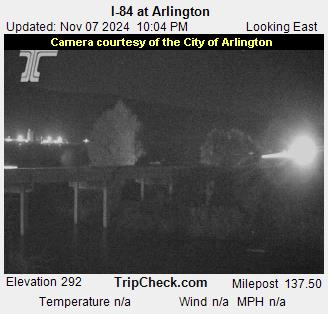 I-84 at Arlington
Updated: Nov 07 2024 10:04 PM Looking East
Camera courtesy of the City of Arlington
Elevation 292 TripCheck.com Milepost 137.50
Temperature n/a Wind n/a MPH n/a